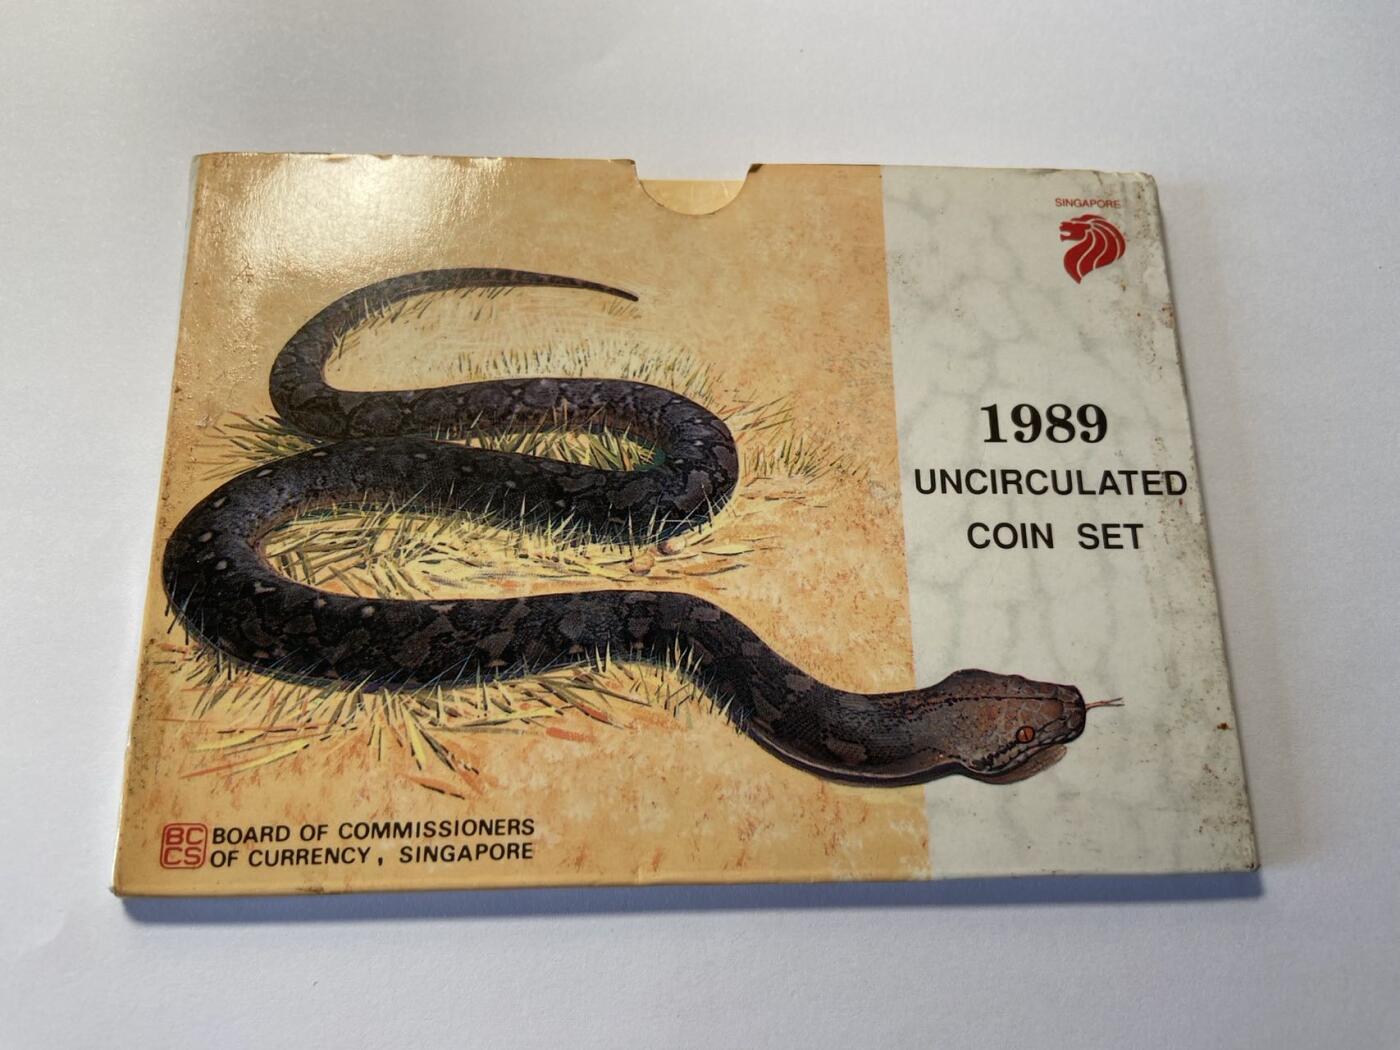 SINGAPORE
1989
UNCIRCULATED
COIN SET
BC
CS
BOARD OF COMMISSIONERS
OF CURRENCY, SINGAPORE